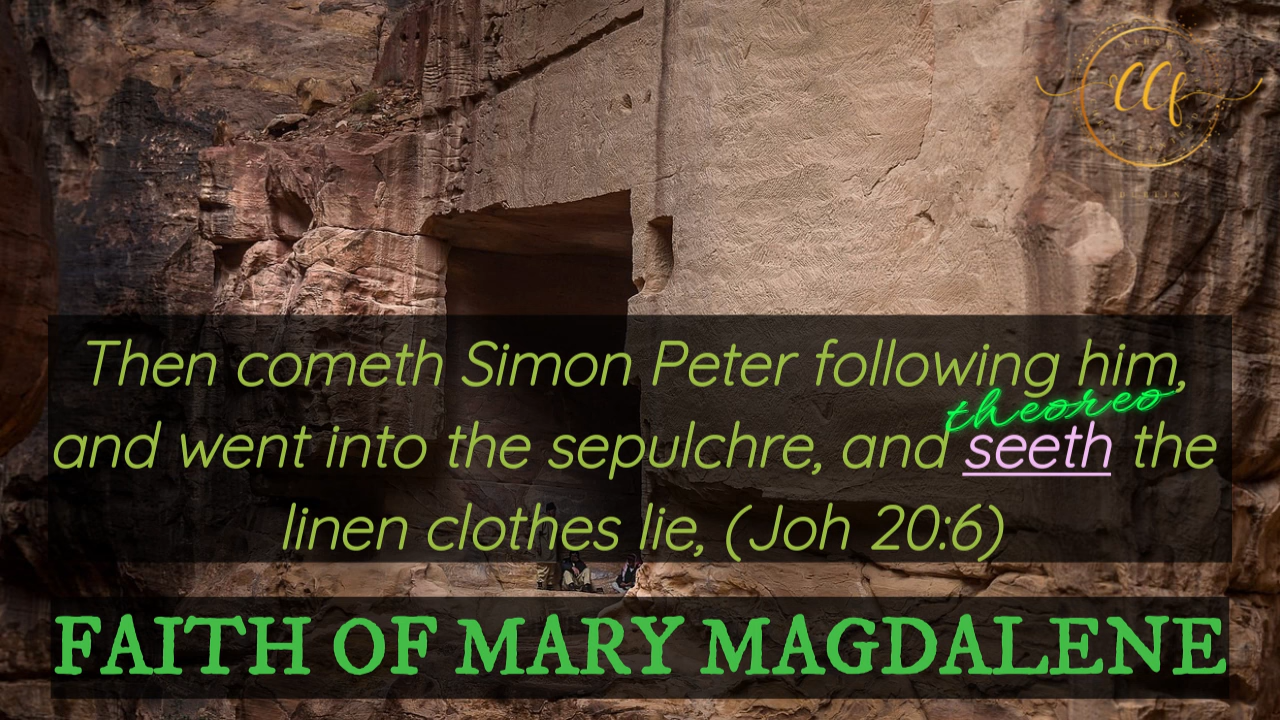 CCf
Then cometh Simon Peter following him,
theoreo
and went into the sepulchre, and seeth the
linen clothes lie, (Joh 20:6)
FAITH OF MARY MAGDALENE